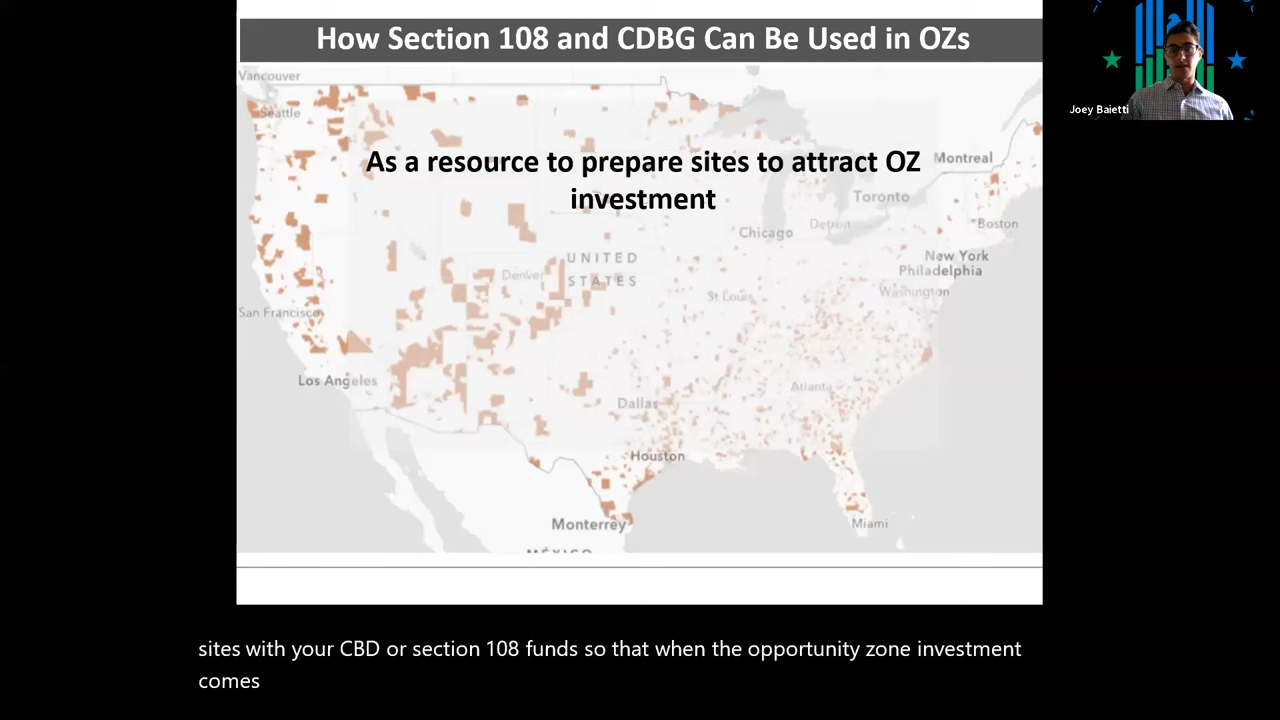 How Section 108 and CDBG Can Be Used in OZs
Joey Baietti
Vancouver
Seattle
As a resource to prepare sites to attract OZ
investment
Montreal
Toronto
Boston
Chicago
Detroit
New York
UNITED
Philadelphia
Denver
STATES
St Louis
Washington
San Francisco
Los Angeles
Atlanta
Dallas
Houston
Monterrey
Miami
MÉXICO
sites with your CBD or section 108 funds so that when the opportunity zone investment
comes